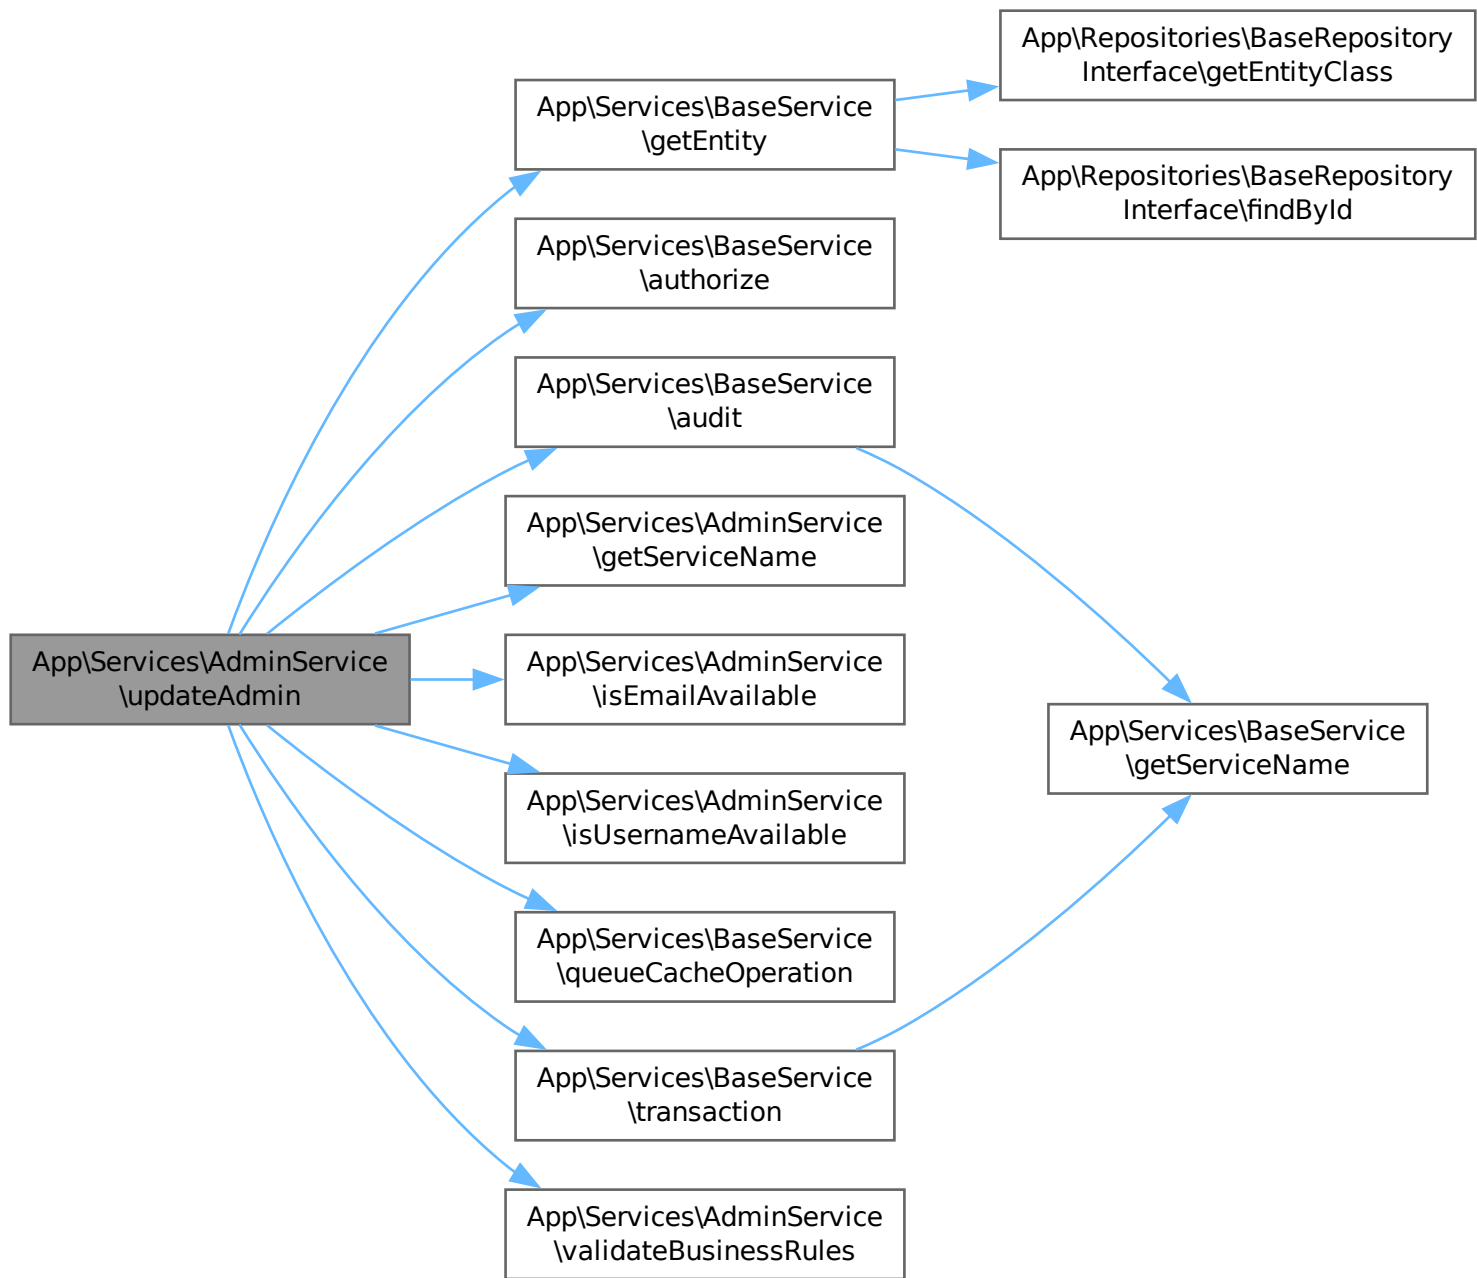 App\Repositories\BaseRepository
Interface\getEntityClass
App\Services\BaseService
\getEntity
App\Repositories\BaseRepository
Interface\findById
App\Services\BaseService
\authorize
App\Services\BaseService
\audit
App\Services\AdminService
\getServiceName
App\Services\AdminService
\updateAdmin
App\Services\AdminService
\isEmailAvailable
App\Services\BaseService
\getServiceName
App\Services\AdminService
\isUsernameAvailable
App\Services\BaseService
\queueCacheOperation
App\Services\BaseService
\transaction
App\Services\AdminService
\validateBusinessRules